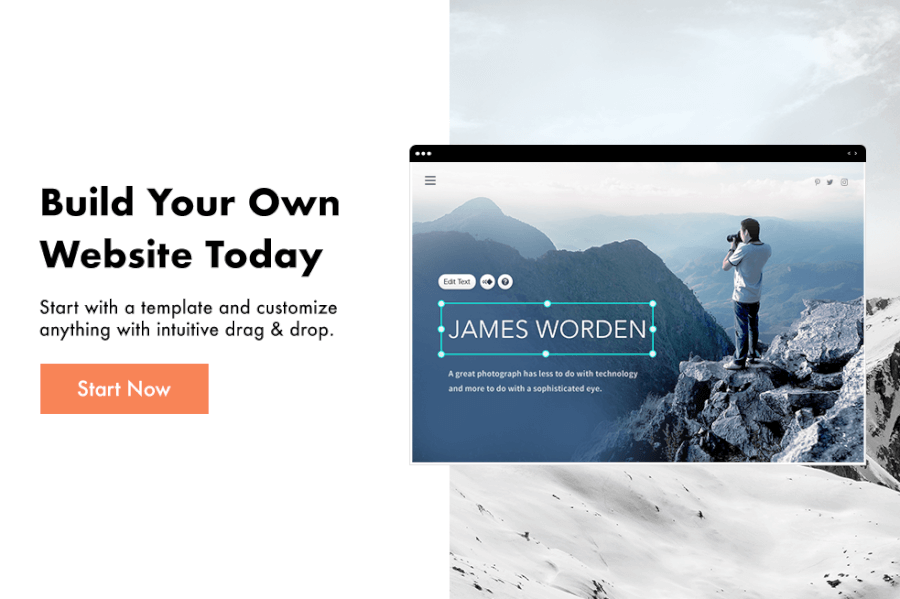 Build Your Own
Website Today
Start with a template and customize
anything with intuitive drag & drop.
Start Now
Edit Text
JAMES WORDEN
A great photograph has less to do with technology
and more to do with a sophisticated eye.